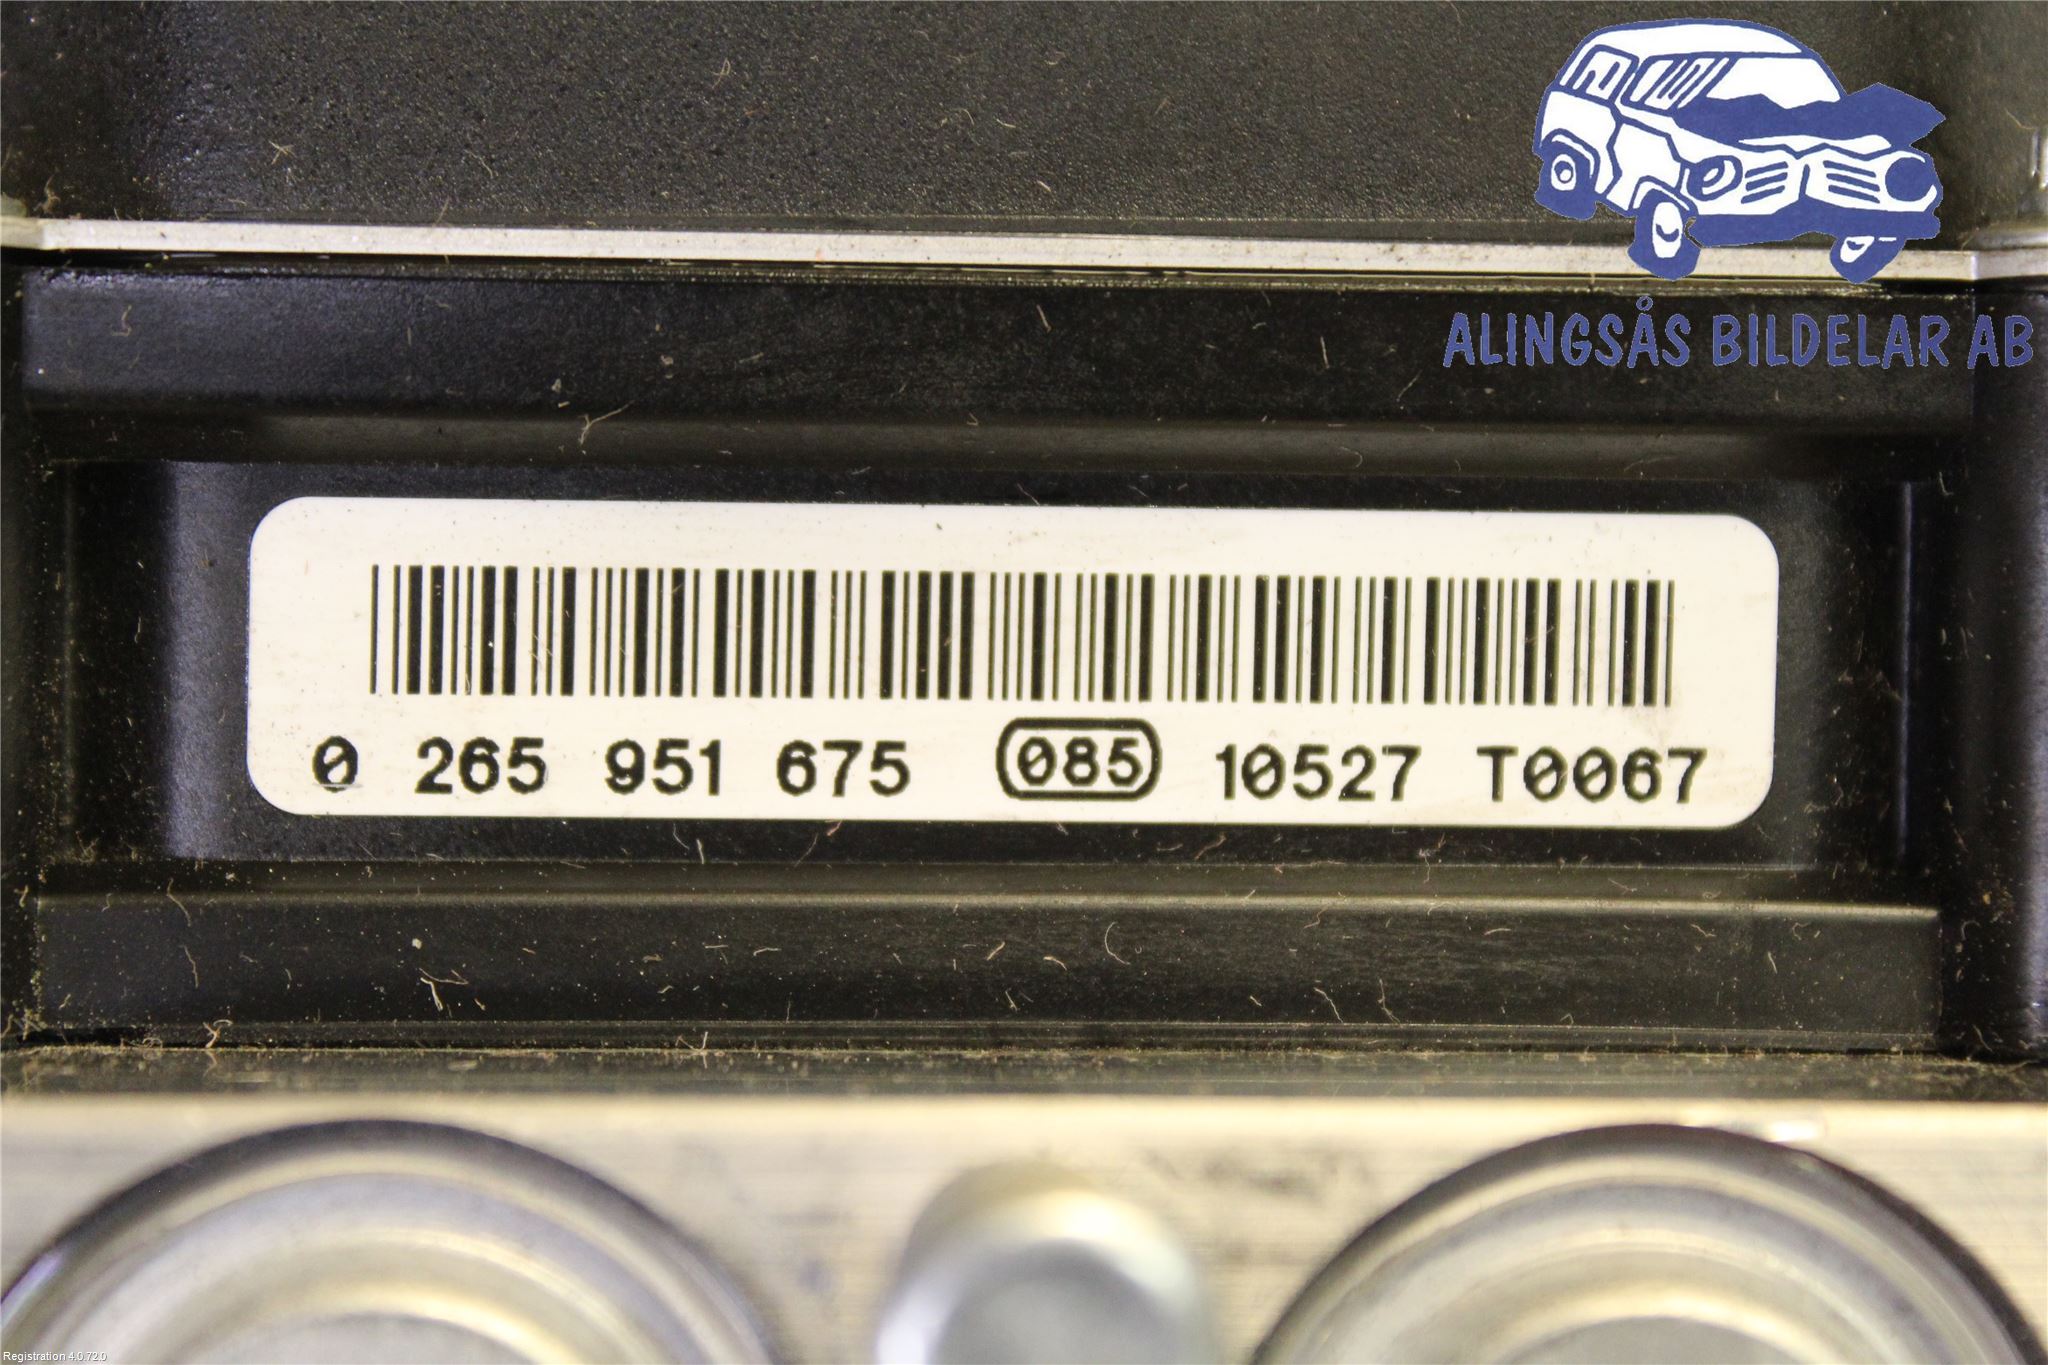 ALINGSÅS BILDELAR AB
0 265 951 675 085 10527 T0067
Registration 4.0.72.0